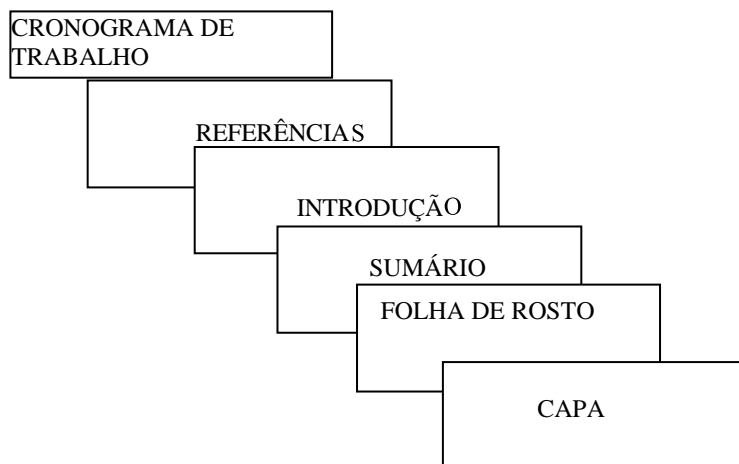 CRONOGRAMA DE
TRABALHO
REFERÊNCIAS
INTRODUÇÃO
SUMÁRIO
FOLHA DE ROSTO
CAPA